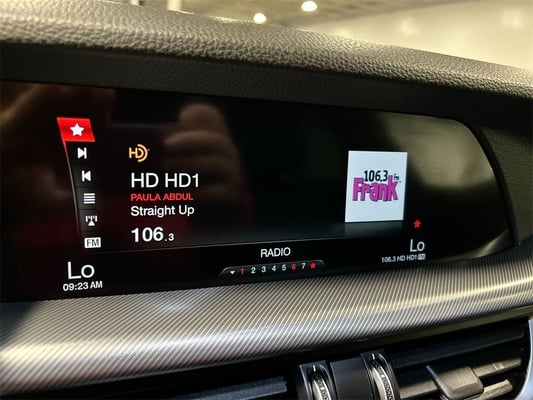 HD
HD HD1
PAULA ABDUL
Straight Up
106.3
FM
106.3 fm
Frank
RADIO
1 2 3 4 5 6 7
Lo
09:23 AM
Lo
106.3 HD HD1 FM